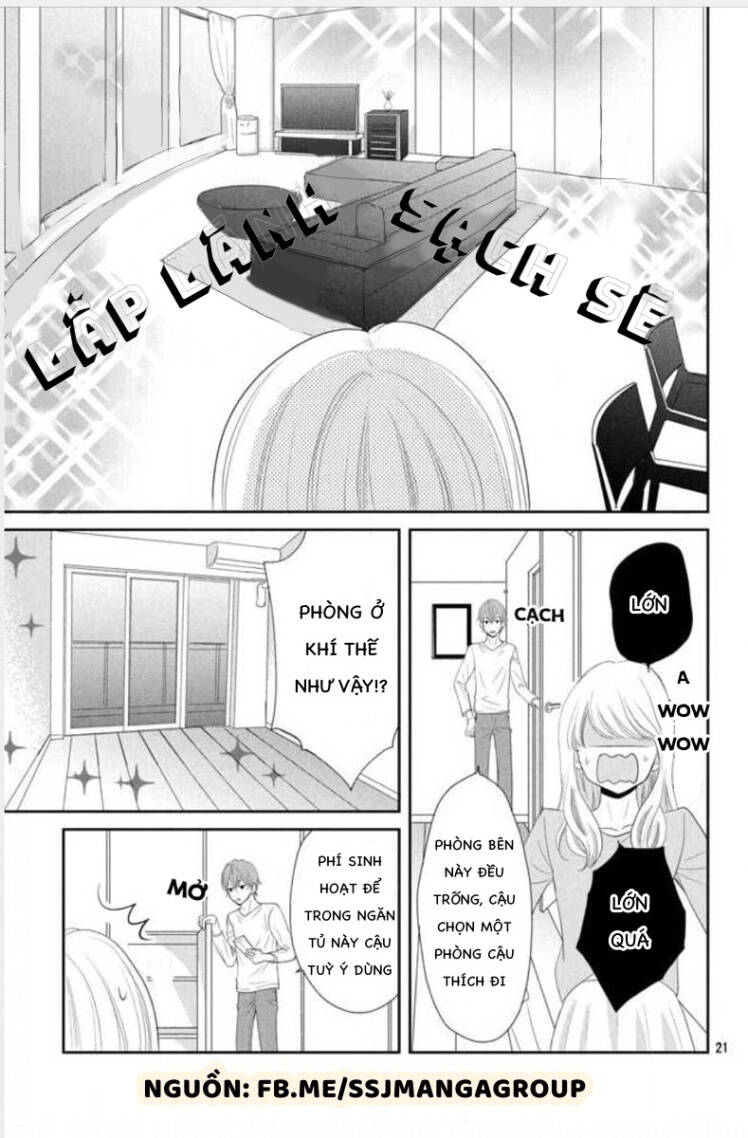 LẤP LÁNH
SẠCH SẼ
LỚN
A
WOW
WOW
CẠCH
PHÒNG BÊN
NÀY ĐỀU
TRỐNG, CẬU
CHỌN MỘT
PHÒNG CẬU
THÍCH ĐI
LỚN
QUÁ
PHÒNG Ở
KHÍ THẾ
NHƯ VẬY!?
MỞ
PHÍ SINH
HOẠT ĐỂ
TRONG NGĂN
TỦ NÀY CẬU
TUỲ Ý DÙNG
21
NGUỒN: FB.ME/SSJMANGAGROUP